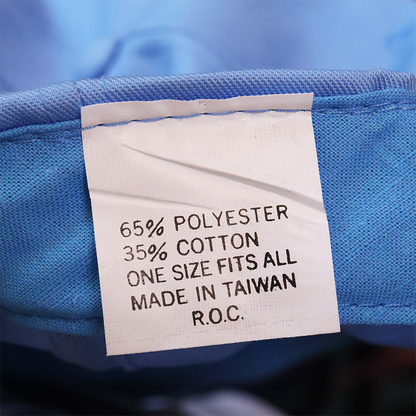 65% POLYESTER
35% COTTON
ONE SIZE FITS ALL
MADE IN TAIWAN
R.O.C.